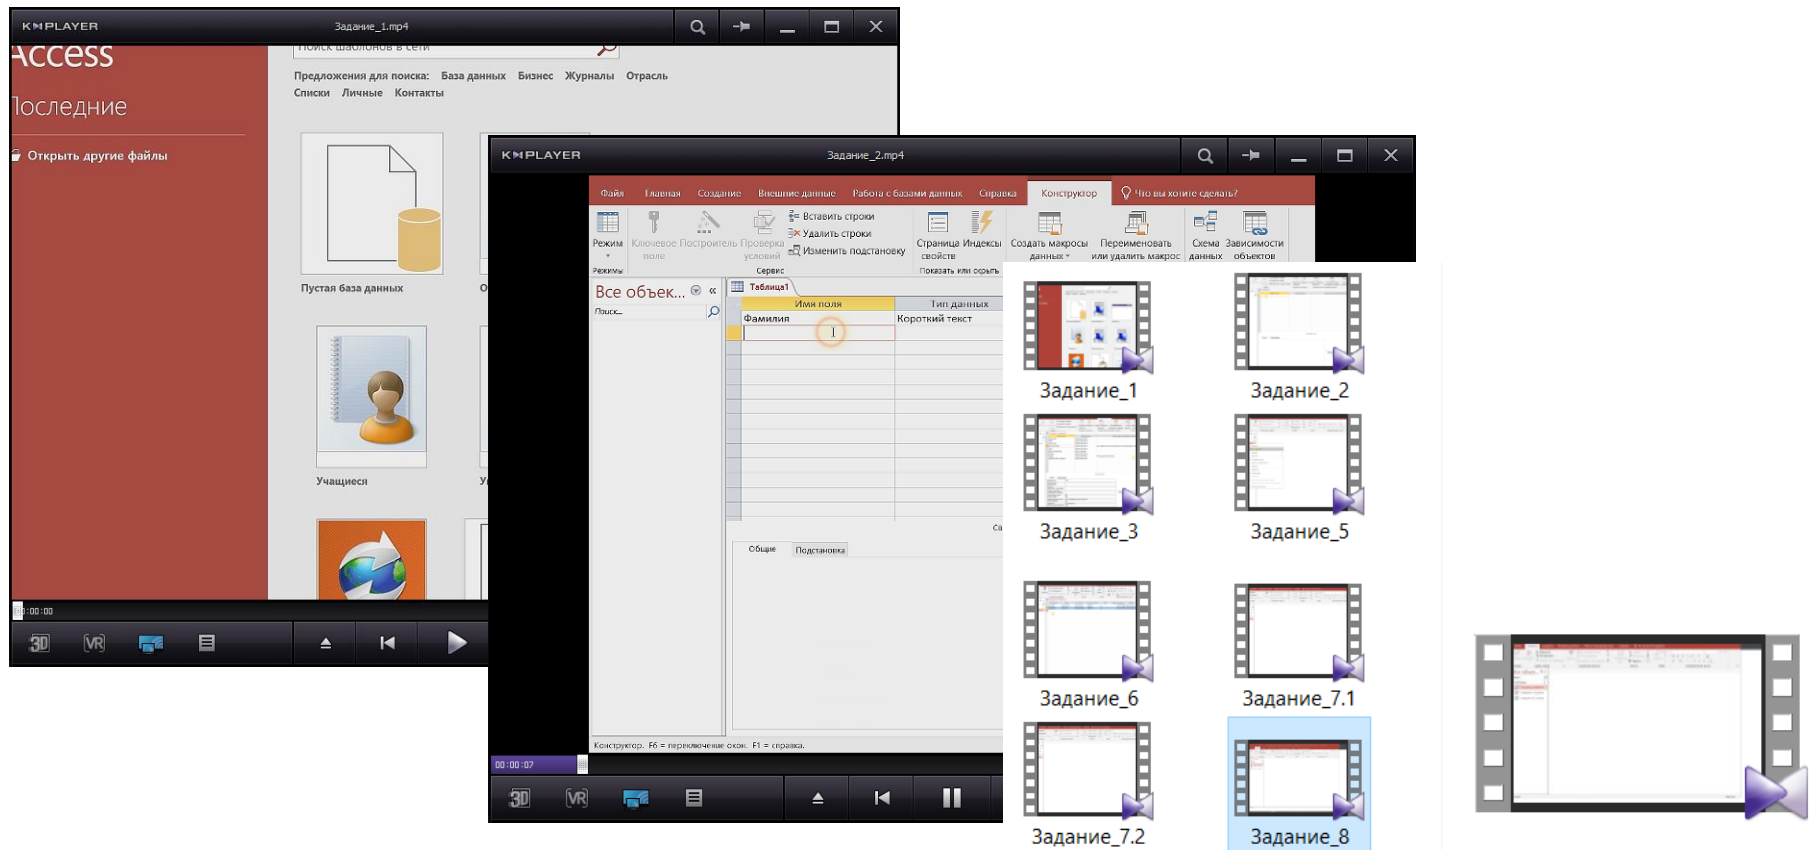 KMPLAYER
Задание_1.mp4
Access
Поиск шаблонов в сети
Последние
Предложения для поиска: База данных Бизнес Журналы Отрасль
Списки Личные Контакты
Открыть другие файлы
Пустая база данных
Учащиеся
00:00:00
3D VR
KMPLAYER
Задание_2.mp4
Файл Главная Создание Внешние данные Работа с базами данных Справка Конструктор Что вы хотите сделать?
Режим
Ключевое поле
Построитель
Проверка условий
Вставить строки
Удалить строки
Изменить подстановку
Страница свойств
Индексы
Создать макросы данных
Переименовать или удалить макрос
Схема данных
Зависимости объектов
Режимы
Сервис
Показать или скрыть
Все объек... «
Поиск...
Таблица1
Имя поля Тип данных
Фамилия Короткий текст
Св
Общие Подстановка
Конструктор. F6 = переключение окон. F1 = справка.
00:00:07
3D VR
Задание_1
Задание_2
Задание_3
Задание_5
Задание_6
Задание_7.1
Задание_7.2
Задание_8